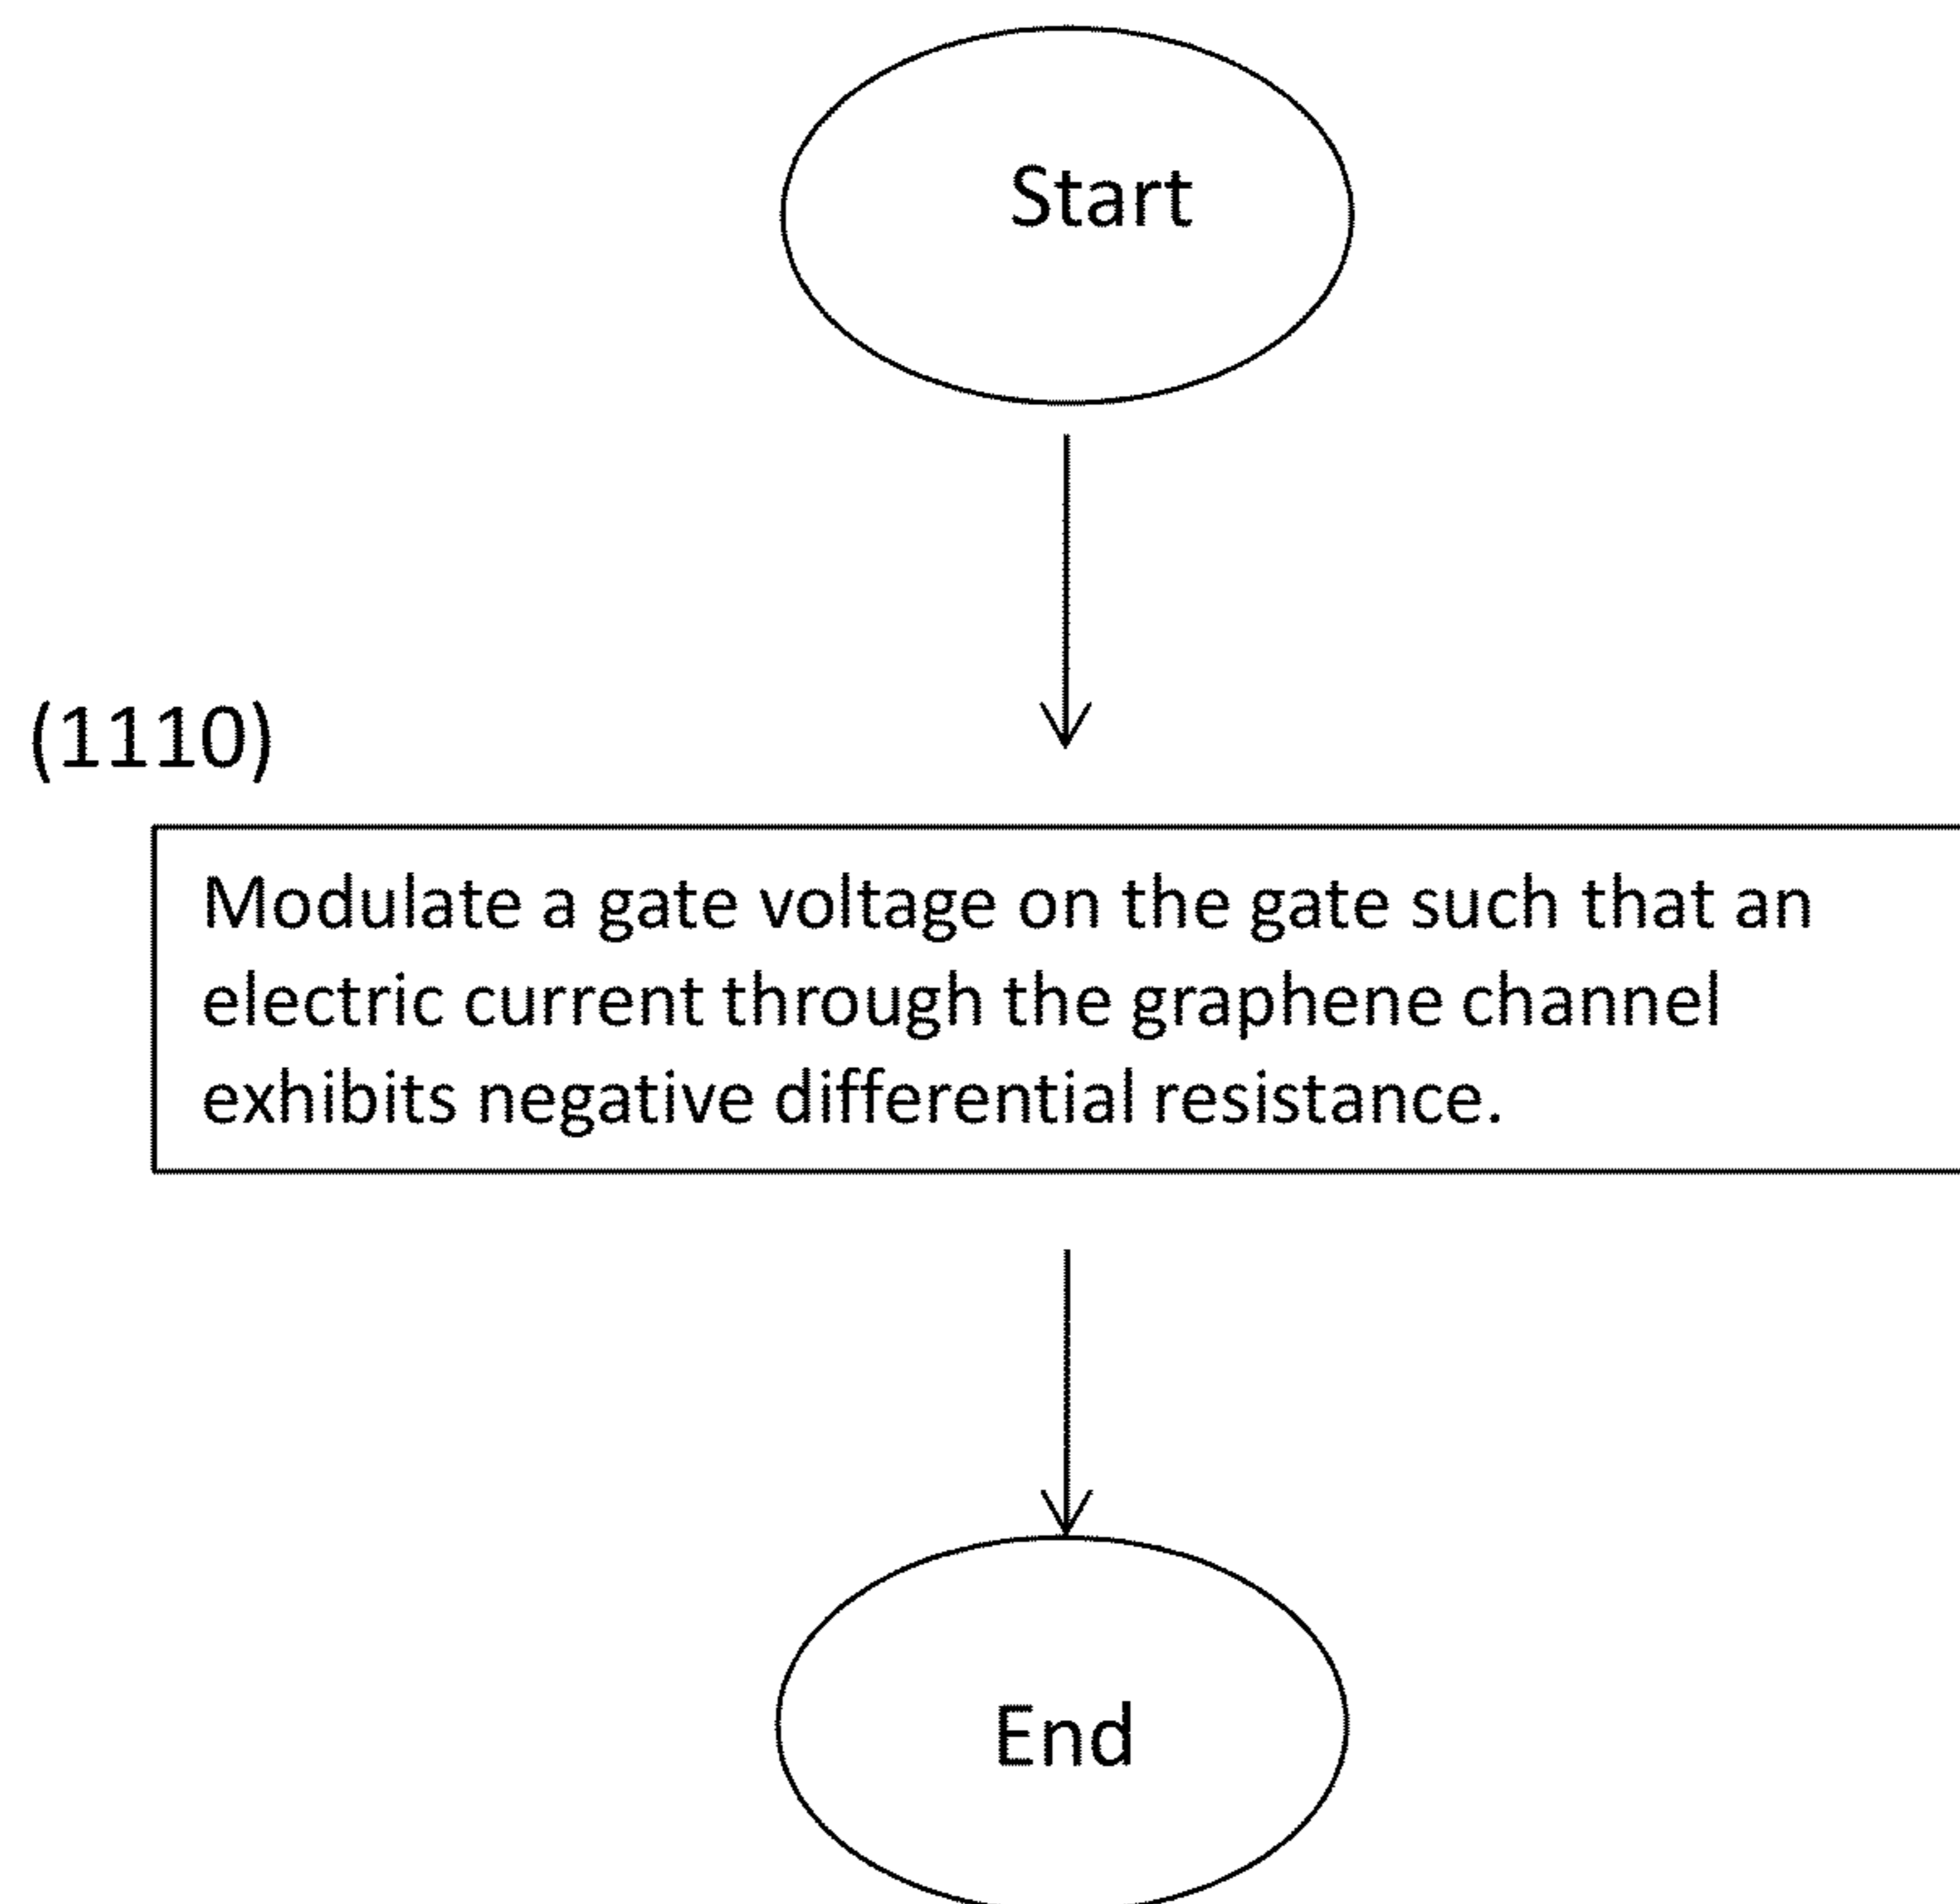 Start
(1110)
Modulate a gate voltage on the gate such that an
electric current through the graphene channel
exhibits negative differential resistance.
End